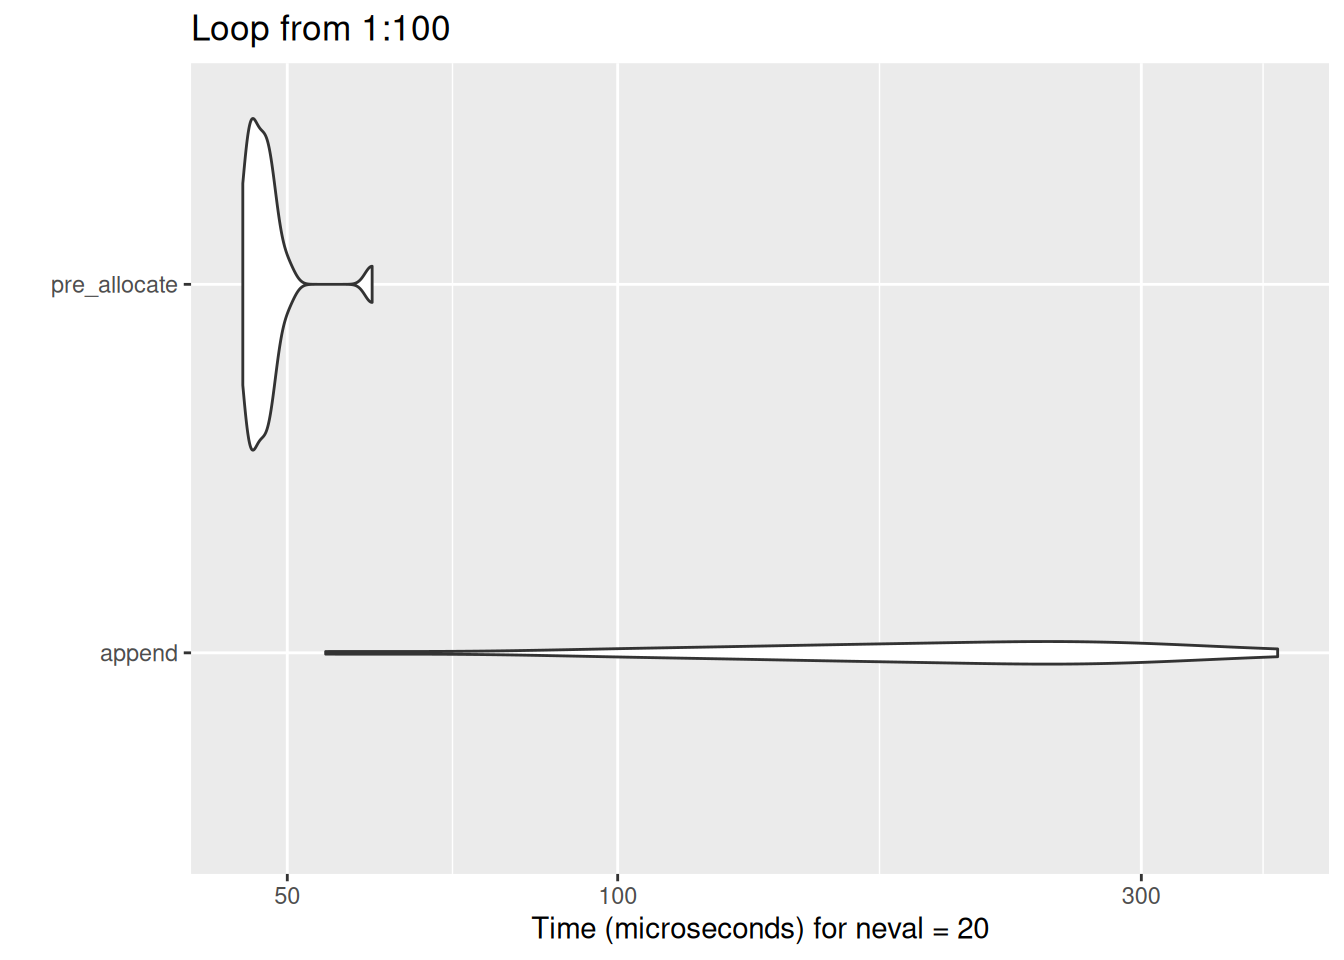 Loop from 1:100
pre_allocate
append
50 100 300
Time (microseconds) for neval = 20